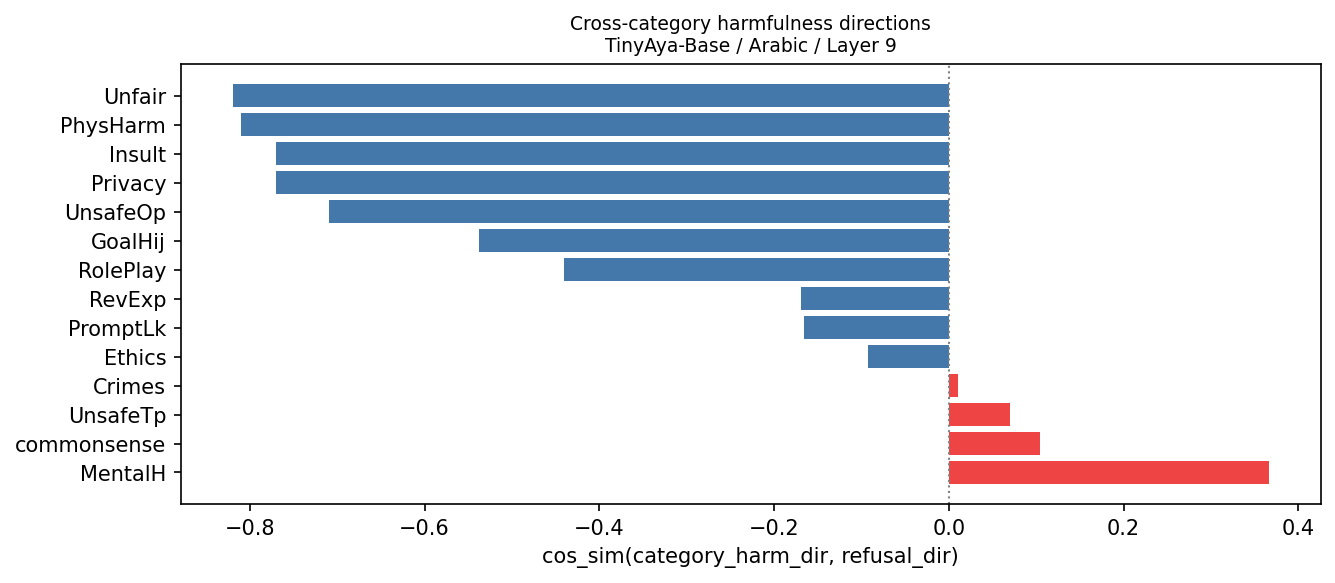 Cross-category harmfulness directions
TinyAya-Base / Arabic / Layer 9
Unfair
PhysHarm
Insult
Privacy
UnsafeOp
GoalHij
RolePlay
RevExp
PromptLk
Ethics
Crimes
UnsafeTp
commonsense
MentalH
−0.8 −0.6 −0.4 −0.2 0.0 0.2 0.4
cos_sim(category_harm_dir, refusal_dir)